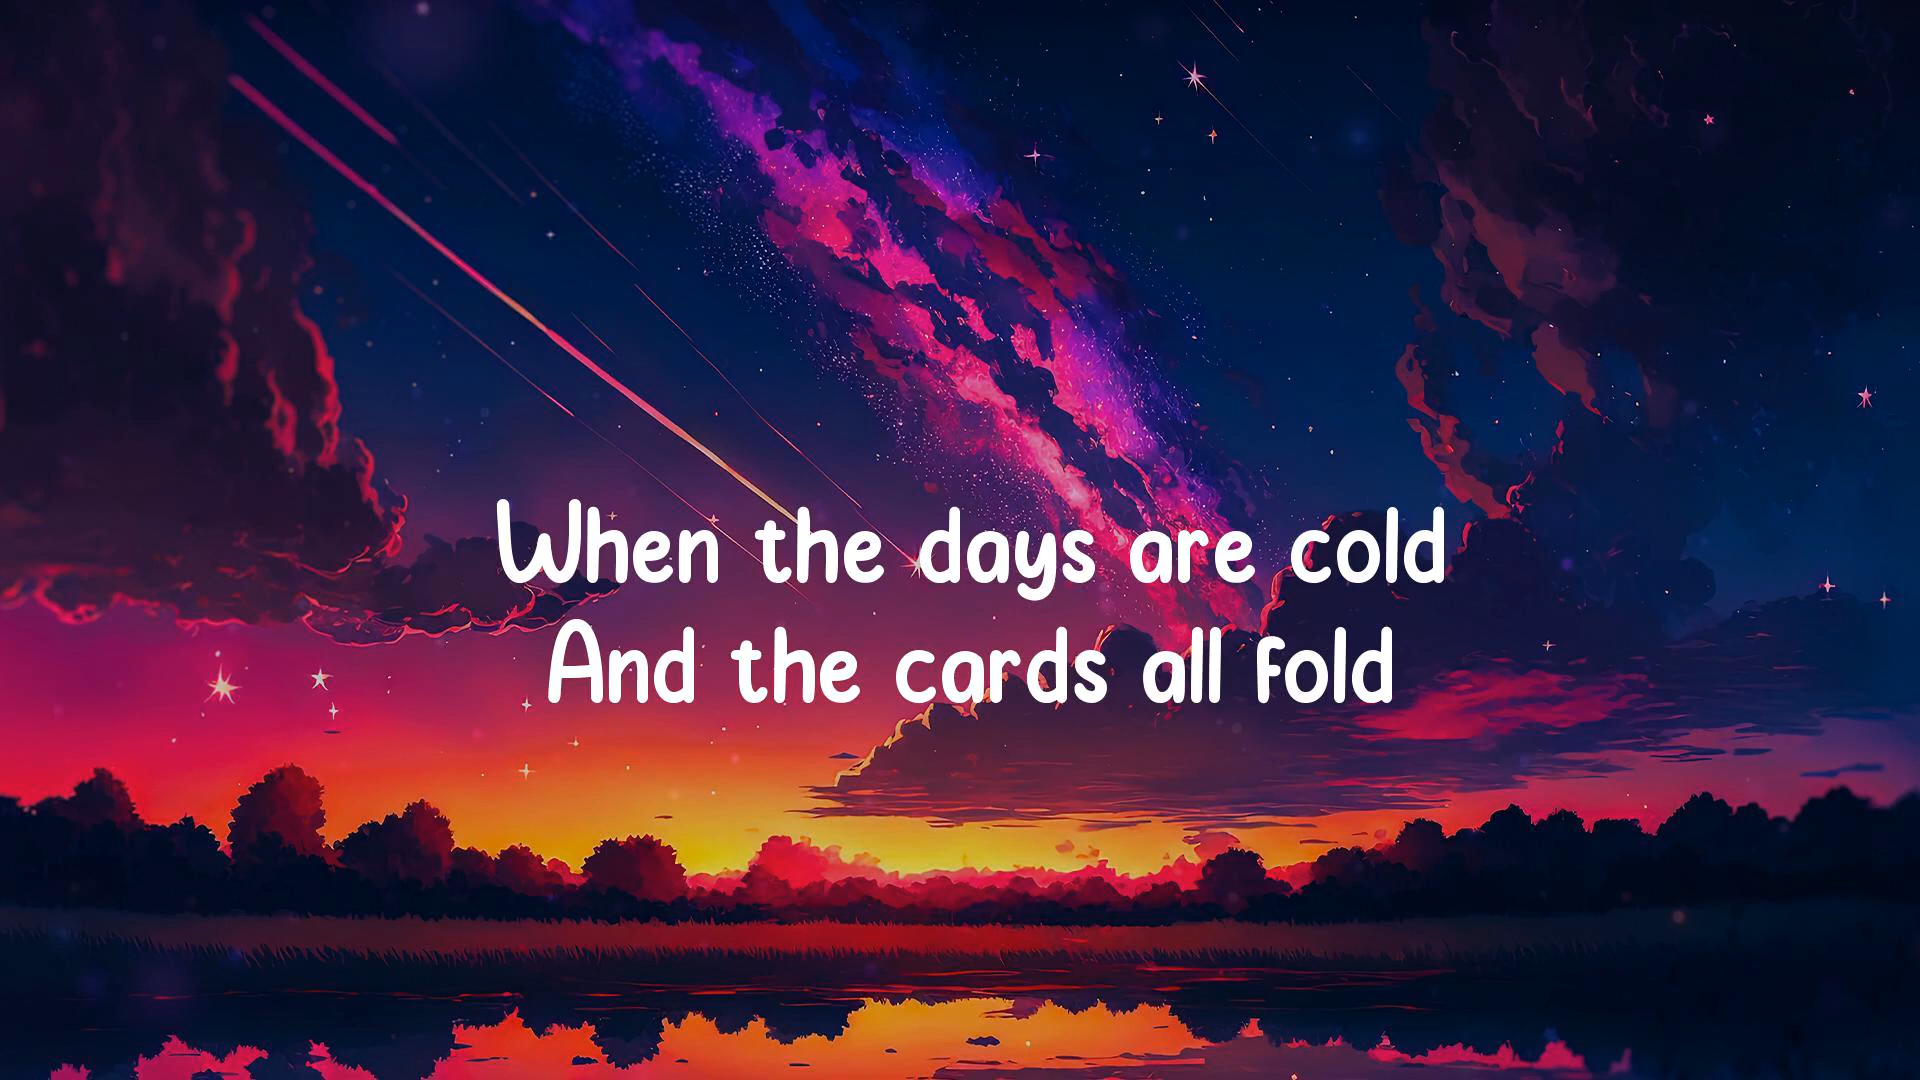 When the days are cold
And the cards all fold